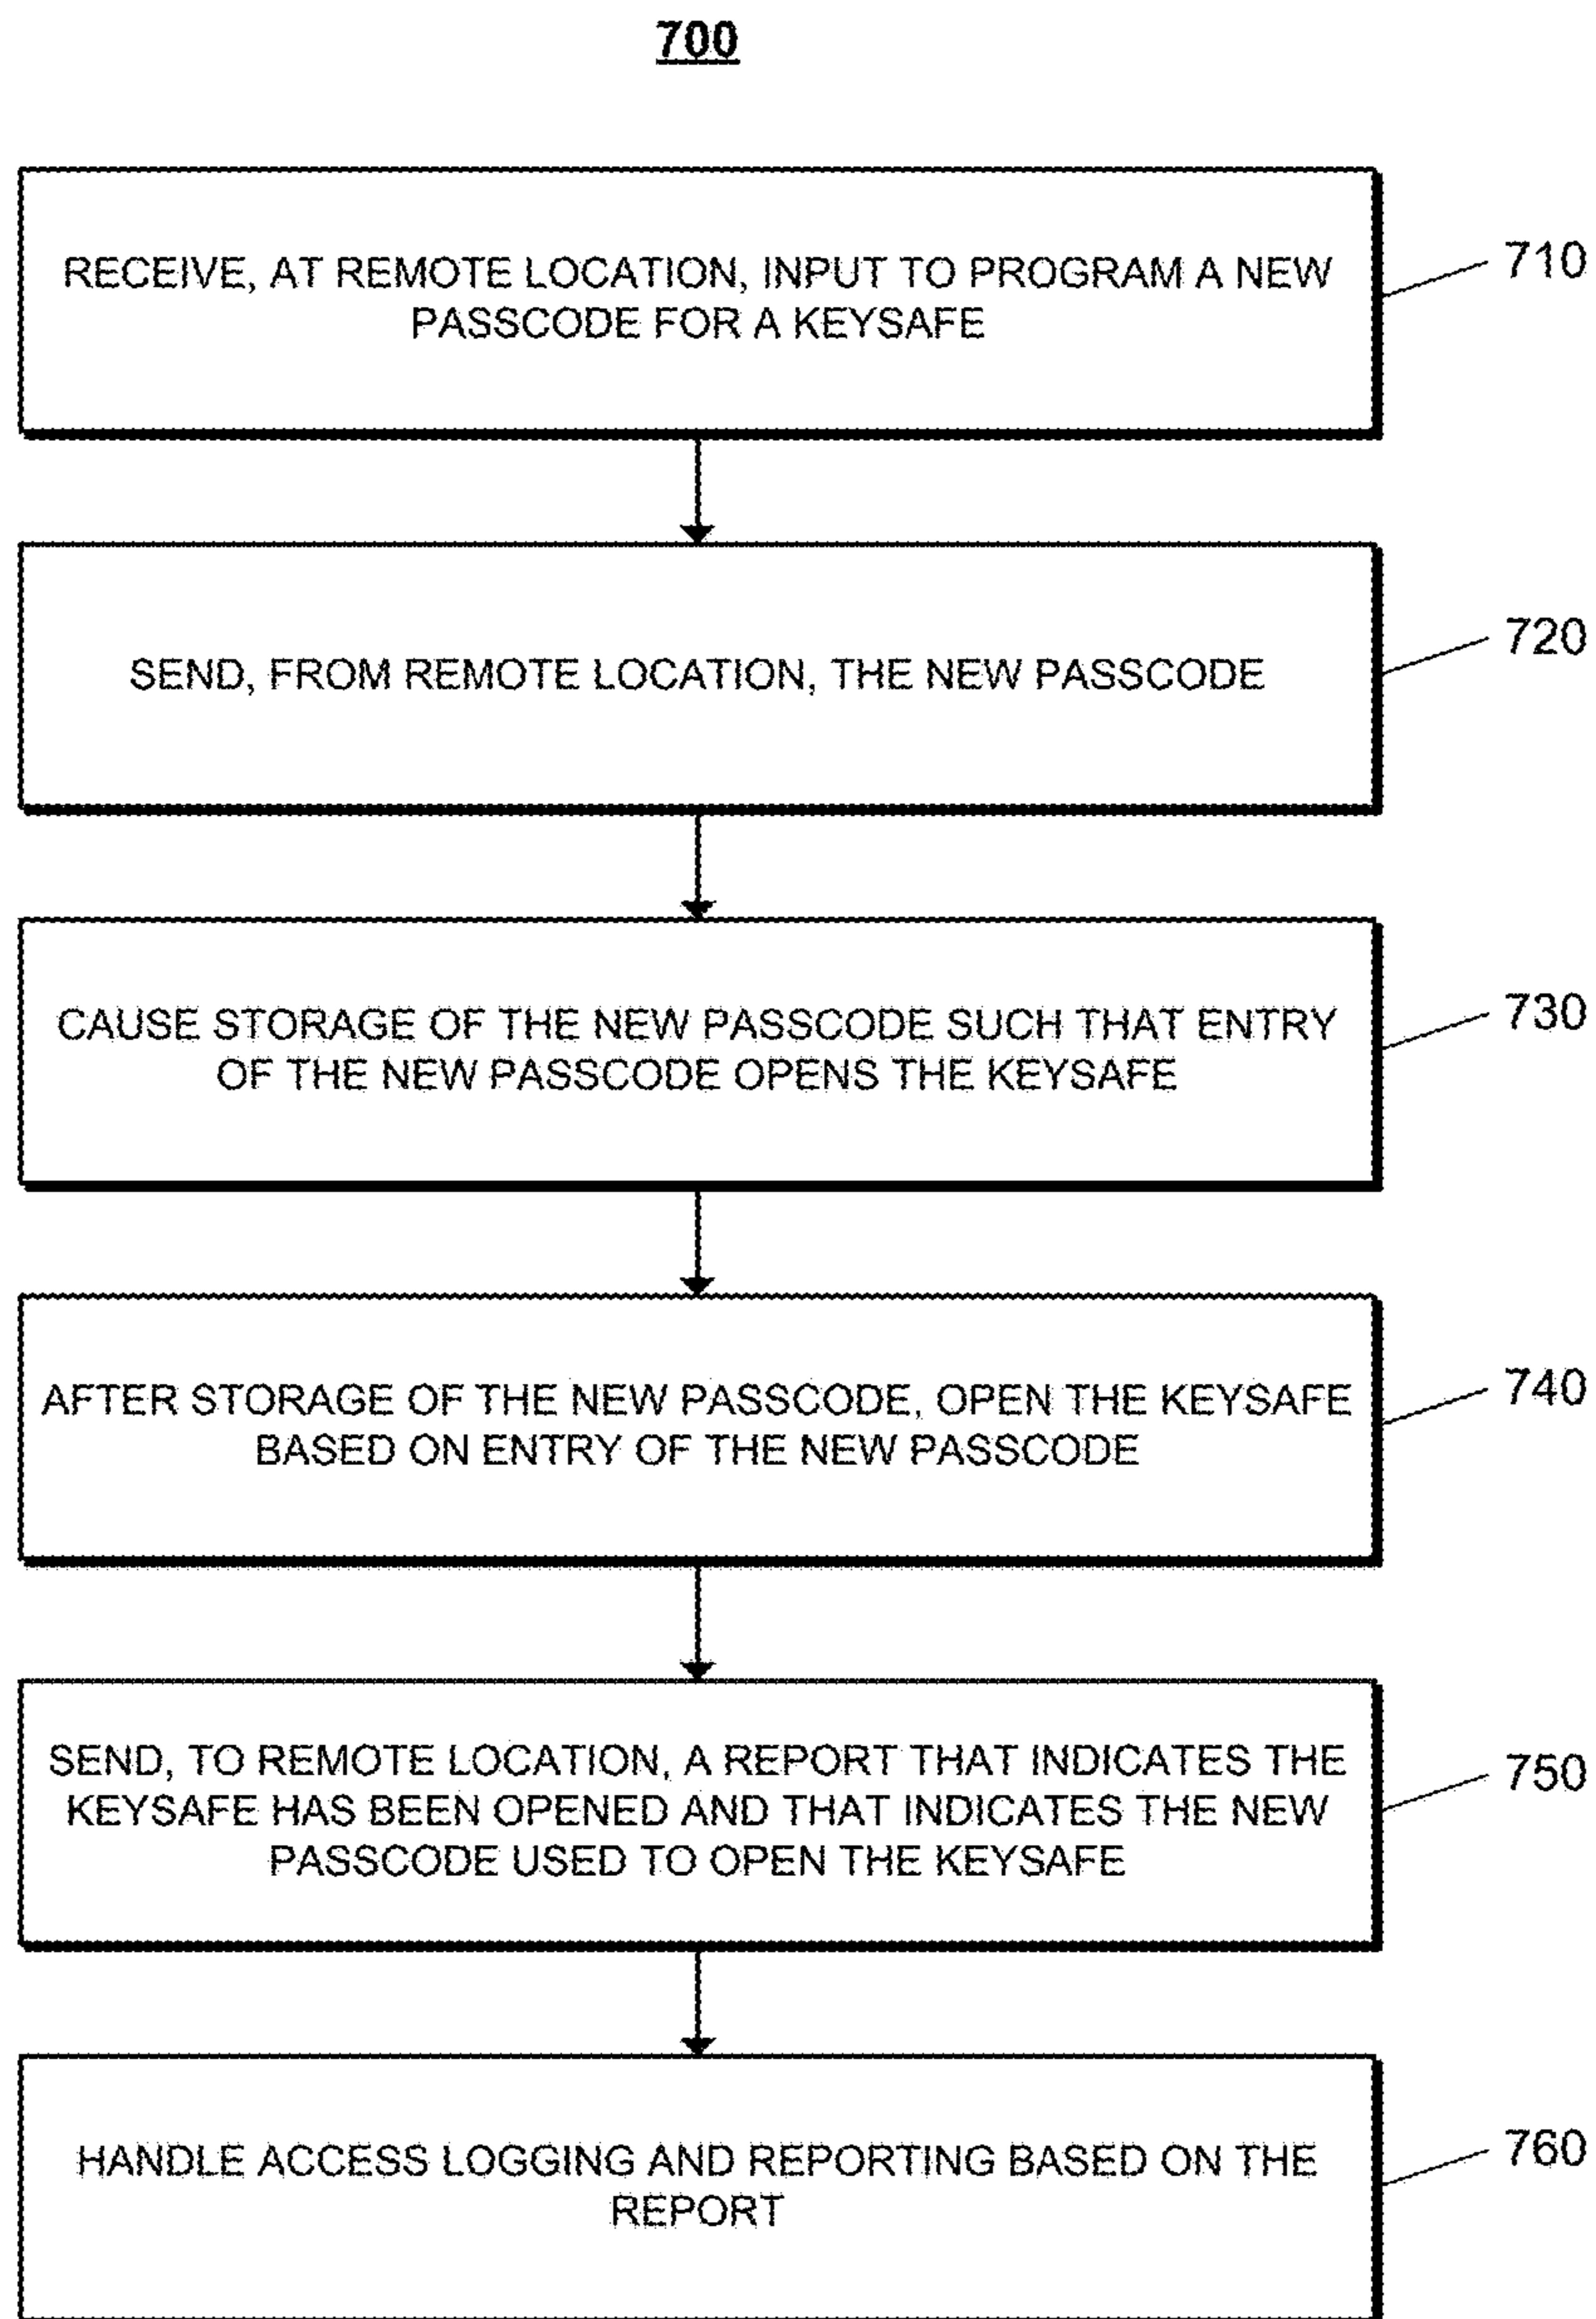 700
RECEIVE, AT REMOTE LOCATION, INPUT TO PROGRAM A NEW
PASSCODE FOR A KEYSAFE
710
SEND, FROM REMOTE LOCATION, THE NEW PASSCODE
720
CAUSE STORAGE OF THE NEW PASSCODE SUCH THAT ENTRY
OF THE NEW PASSCODE OPENS THE KEYSAFE
730
AFTER STORAGE OF THE NEW PASSCODE, OPEN THE KEYSAFE
BASED ON ENTRY OF THE NEW PASSCODE
740
SEND, TO REMOTE LOCATION, A REPORT THAT INDICATES THE
KEYSAFE HAS BEEN OPENED AND THAT INDICATES THE NEW
PASSCODE USED TO OPEN THE KEYSAFE
750
HANDLE ACCESS LOGGING AND REPORTING BASED ON THE
REPORT
760